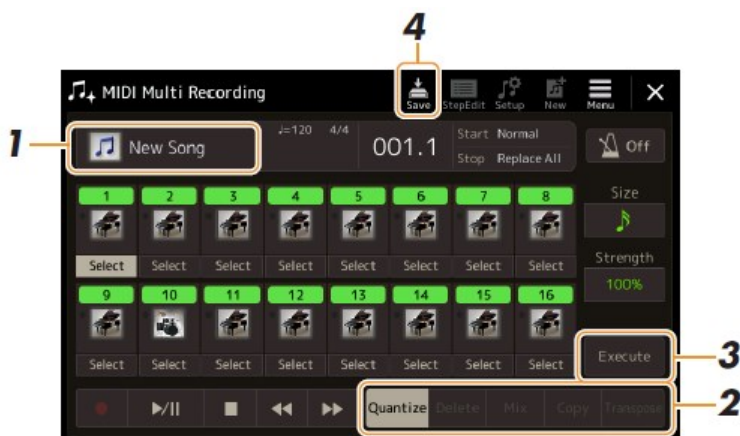 4
MIDI Multi Recording
Save StepEdit Setup New Menu
1
New Song
♩=120 4/4
001.1
Start Normal
Stop Replace All
Off
1 2 3 4 5 6 7 8
Size
Select Select Select Select Select Select Select Select
Strength
100%
9 10 11 12 13 14 15 16
Select Select Select Select Select Select Select Select
Execute
3
Quantize Delete Mix Copy Transpose
2